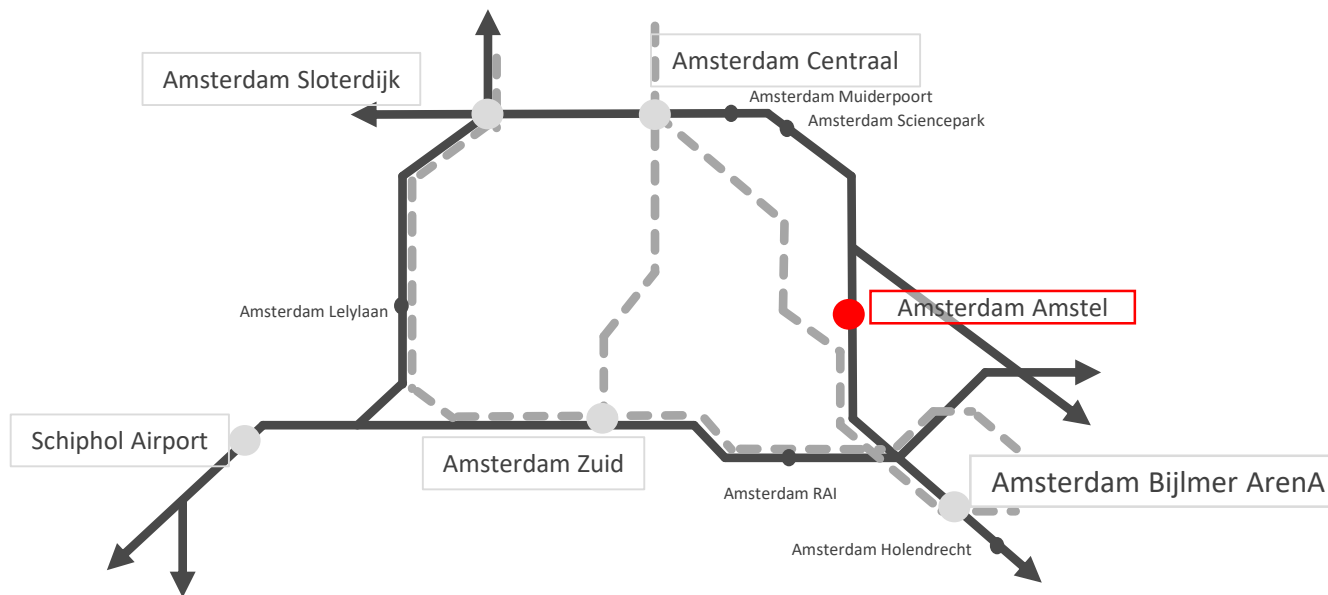 Amsterdam Sloterdijk
Amsterdam Centraal
Amsterdam Muiderpoort
Amsterdam Sciencepark
Amsterdam Lelylaan
Amsterdam Amstel
Schiphol Airport
Amsterdam Zuid
Amsterdam RAI
Amsterdam Bijlmer ArenA
Amsterdam Holendrecht